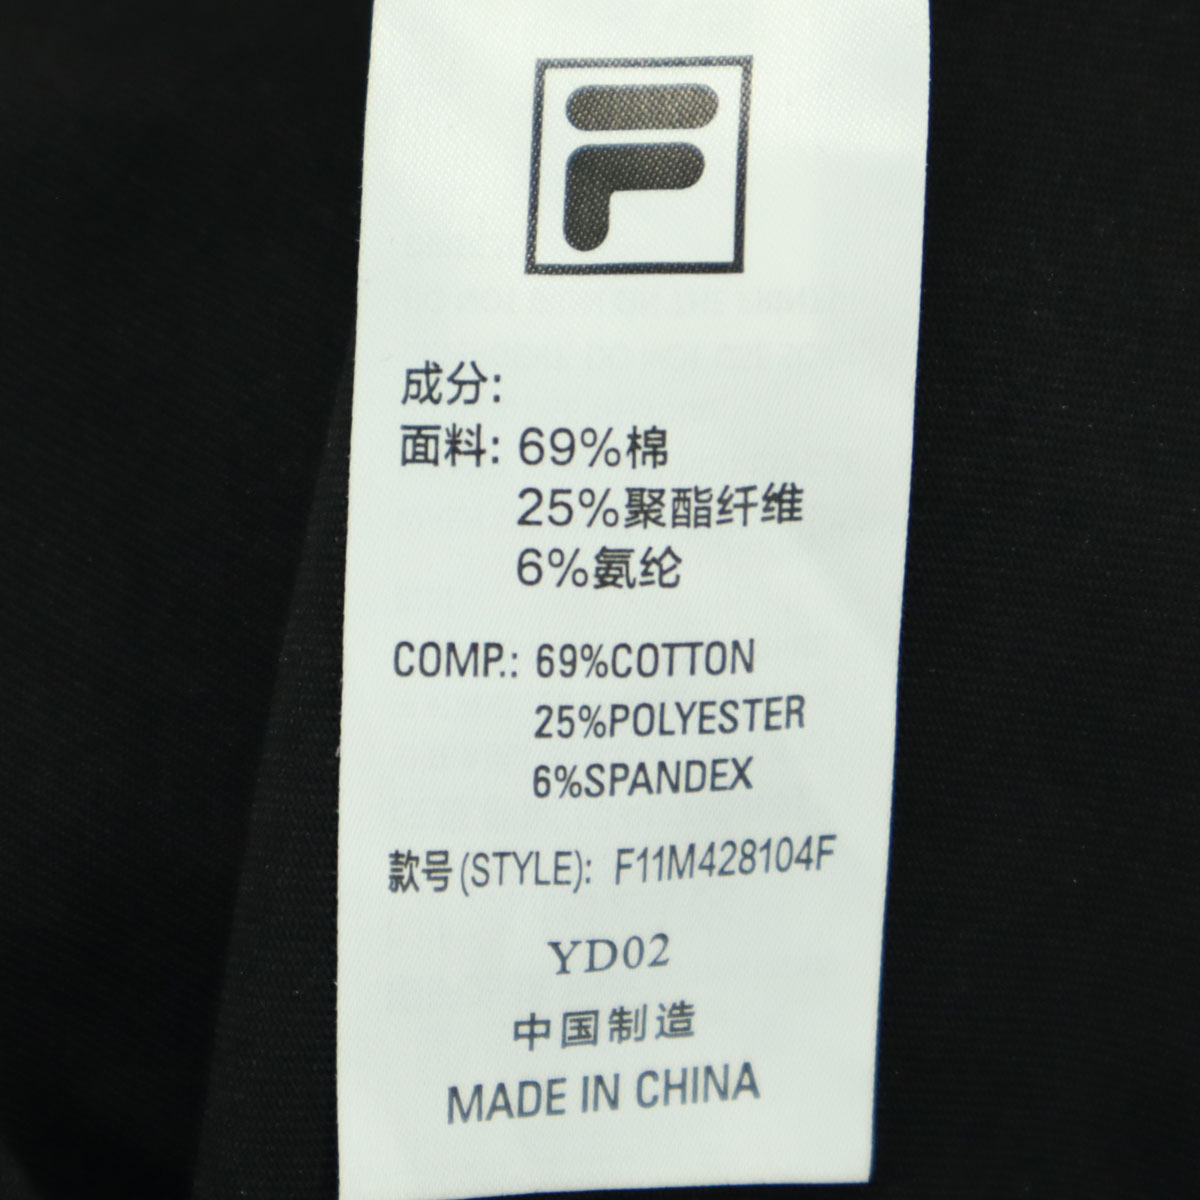 F
成分:
面料: 69%棉
25%聚酯纤维
6%氨纶
COMP.: 69%COTTON
25%POLYESTER
6%SPANDEX
款号(STYLE): F11M428104F
YD02
中国制造
MADE IN CHINA